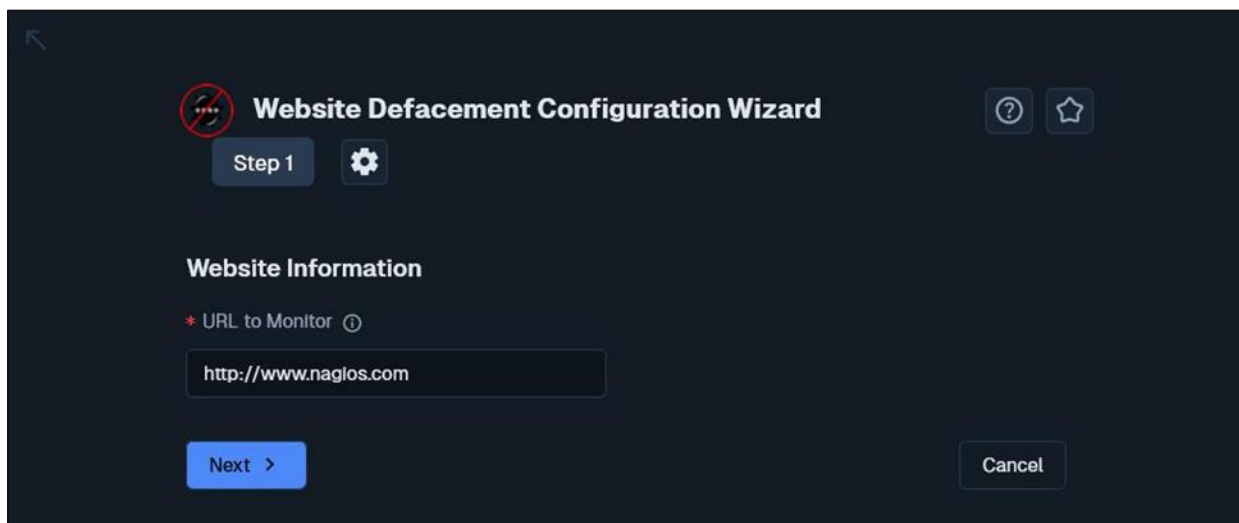 Website Defacement Configuration Wizard
Step 1
Website Information
* URL to Monitor
http://www.nagios.com
Next
Cancel